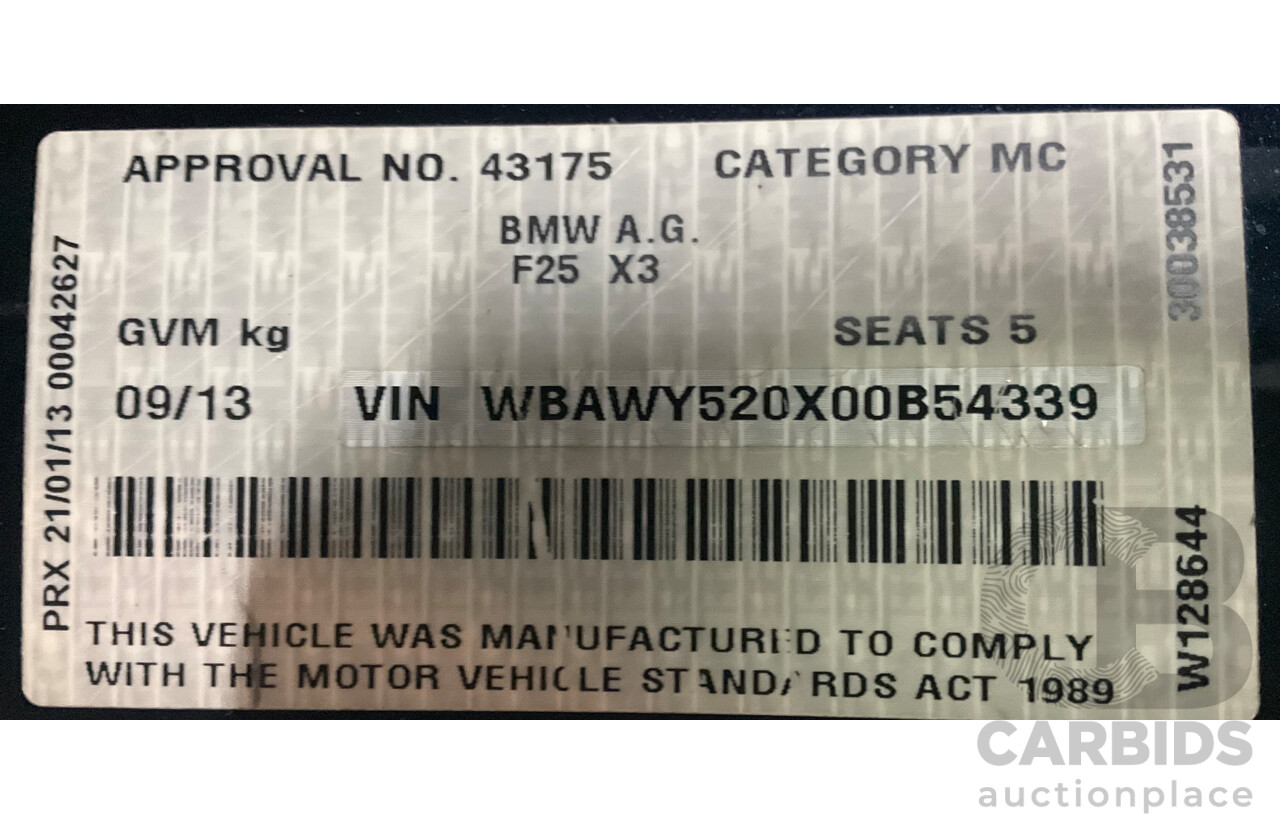 APPROVAL NO. 43175 CATEGORY MC
BMW A.G.
F25 X3
GVM kg SEATS 5
09/13 VIN WBAWY520X00B54339
THIS VEHICLE WAS MANUFACTURED TO COMPLY
WITH THE MOTOR VEHICLE STANDARDS ACT 1989
PRX 21/01/13 00042627
30038531
W128644
CARBIDS
auctionplace